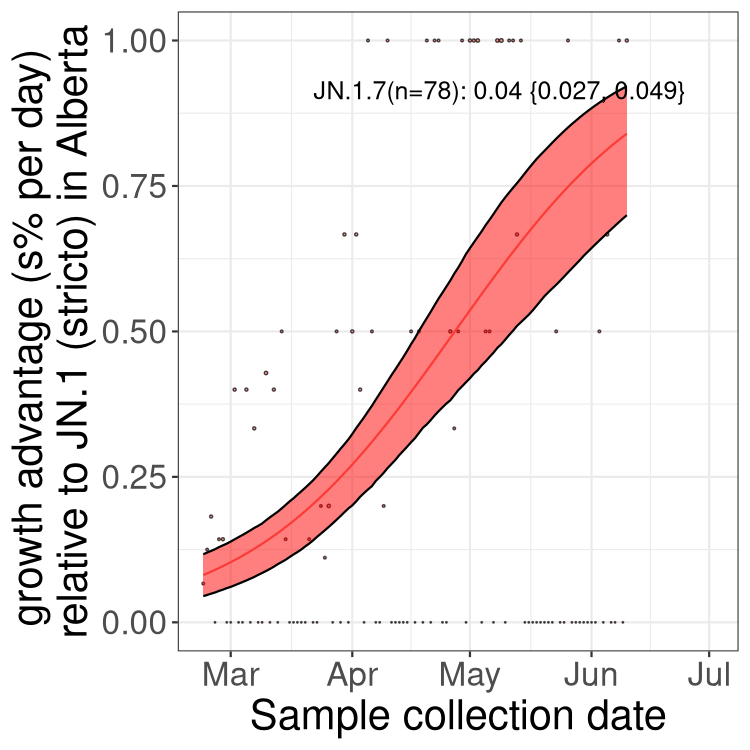 growth advantage (s% per day)
relative to JN.1 (stricto) in Alberta
1.00
0.75
0.50
0.25
0.00
JN.1.7(n=78): 0.04 {0.027, 0.049}
Mar Apr May Jun Jul
Sample collection date